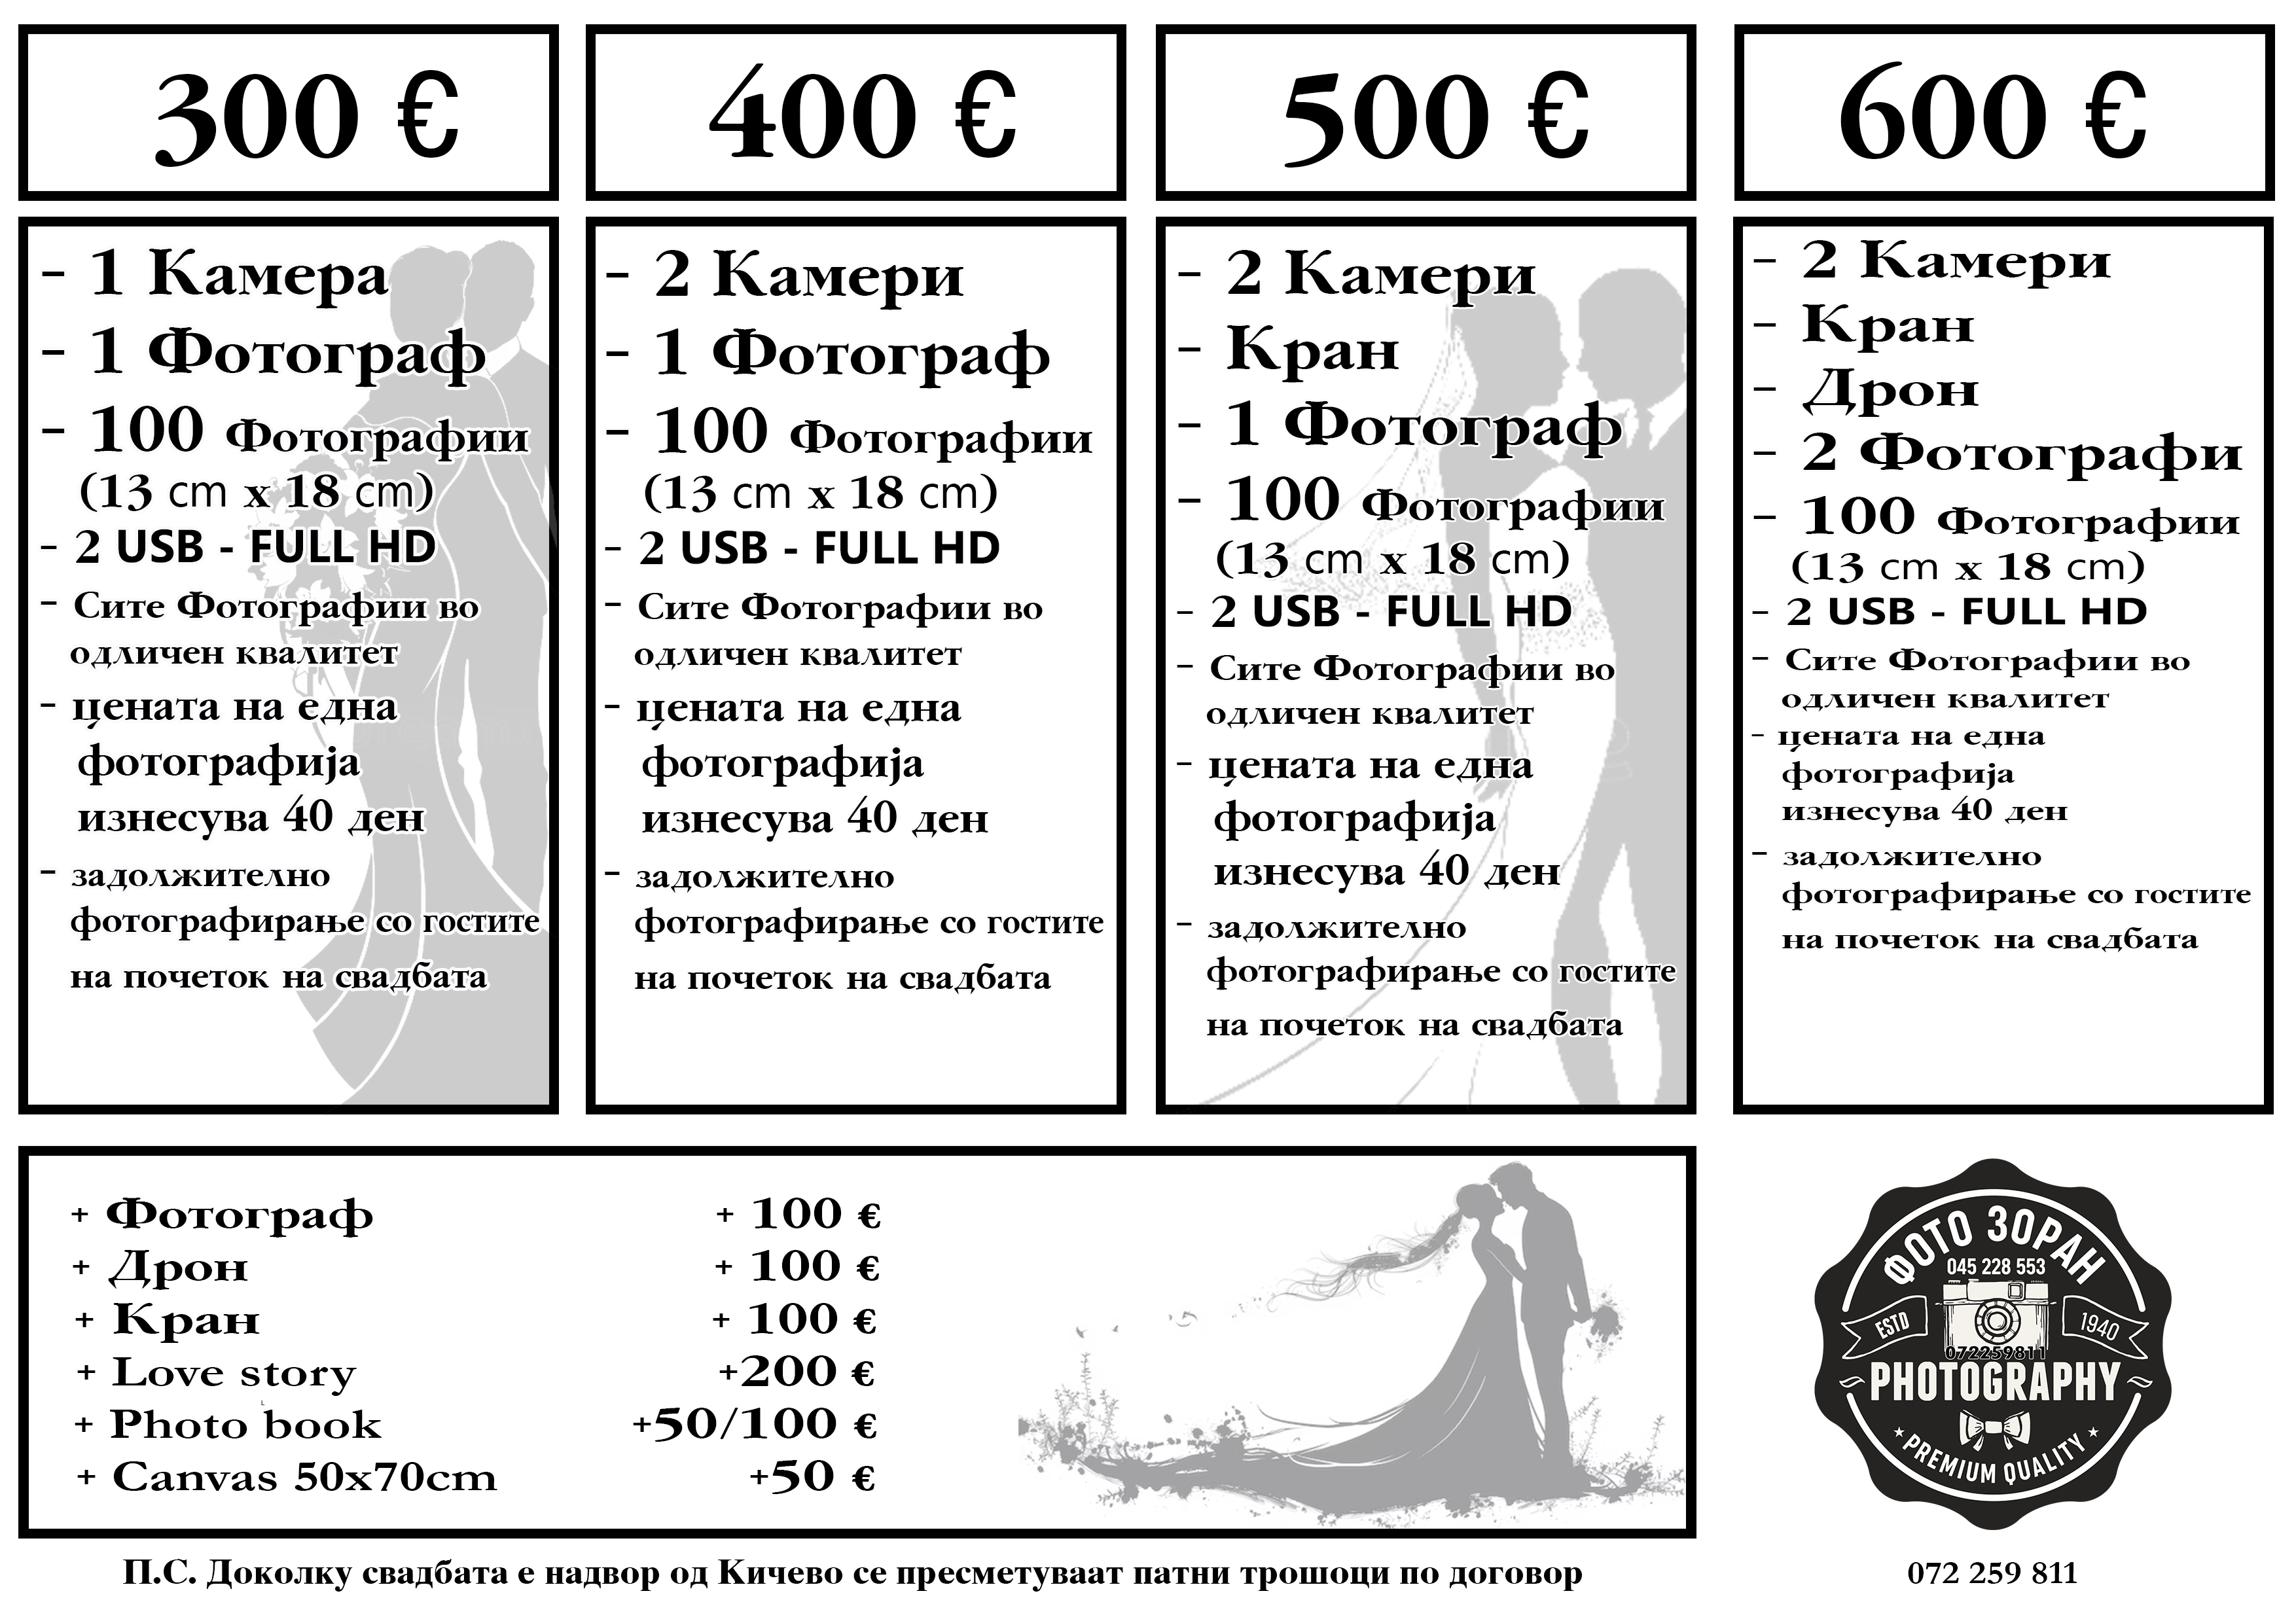 300 €
- 1 Камера
- 1 Фотограф
- 100 Фотографии
(13 cm x 18 cm)
- 2 USB - FULL HD
- Сите Фотографии во
одличен квалитет
- цената на една
фотографија
изнесува 40 ден
- задолжително
фотографирање со гостите
на почеток на свадбата
400 €
- 2 Камери
- 1 Фотограф
- 100 Фотографии
(13 cm x 18 cm)
- 2 USB - FULL HD
- Сите Фотографии во
одличен квалитет
- цената на една
фотографија
изнесува 40 ден
- задолжително
фотографирање со гостите
на почеток на свадбата
500 €
- 2 Камери
- Кран
- 1 Фотограф
- 100 Фотографии
(13 cm x 18 cm)
- 2 USB - FULL HD
- Сите Фотографии во
одличен квалитет
- цената на една
фотографија
изнесува 40 ден
- задолжително
фотографирање со гостите
на почеток на свадбата
600 €
- 2 Камери
- Кран
- Дрон
- 2 Фотографи
- 100 Фотографии
(13 cm x 18 cm)
- 2 USB - FULL HD
- Сите Фотографии во
одличен квалитет
- цената на една
фотографија
изнесува 40 ден
- задолжително
фотографирање со гостите
на почеток на свадбата
+ Фотограф + 100 €
+ Дрон + 100 €
+ Кран + 100 €
+ Love story +200 €
+ Photo book +50/100 €
+ Canvas 50x70cm +50 €
ФОТО ЗОРАН
045 228 553
ESTD 1940
072259811
PHOTOGRAPHY
PREMIUM QUALITY
П.С. Доколку свадбата е надвор од Кичево се пресметуваат патни трошоци по договор
072 259 811